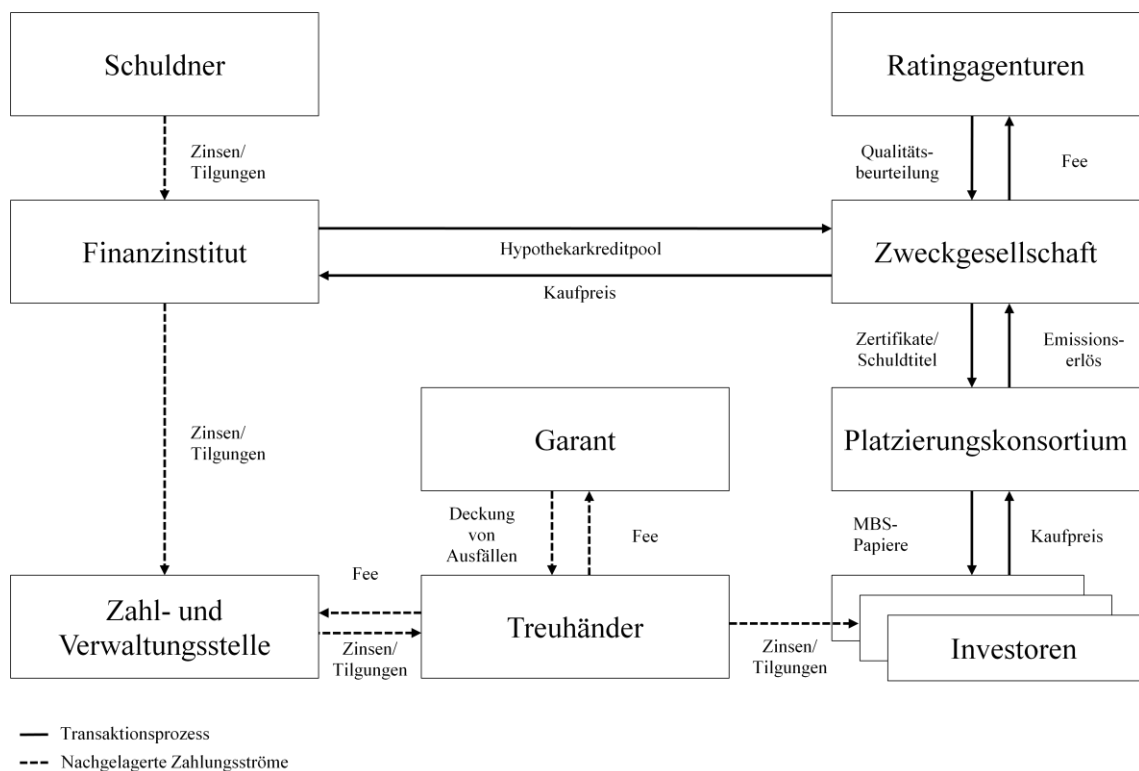 Schuldner
Ratingagenturen
Zinsen/
Tilgungen
Qualitäts-
beurteilung
Fee
Finanzinstitut
Hypothekarkreditpool
Kaufpreis
Zweckgesellschaft
Zertifikate/
Schuldtitel
Emissions-
erlös
Zinsen/
Tilgungen
Garant
Platzierungskonsortium
Deckung
von
Ausfällen
Fee
MBS-
Papiere
Kaufpreis
Zahl- und
Verwaltungsstelle
Fee
Zinsen/
Tilgungen
Treuhänder
Zinsen/
Tilgungen
Investoren
Transaktionsprozess
Nachgelagerte Zahlungsströme